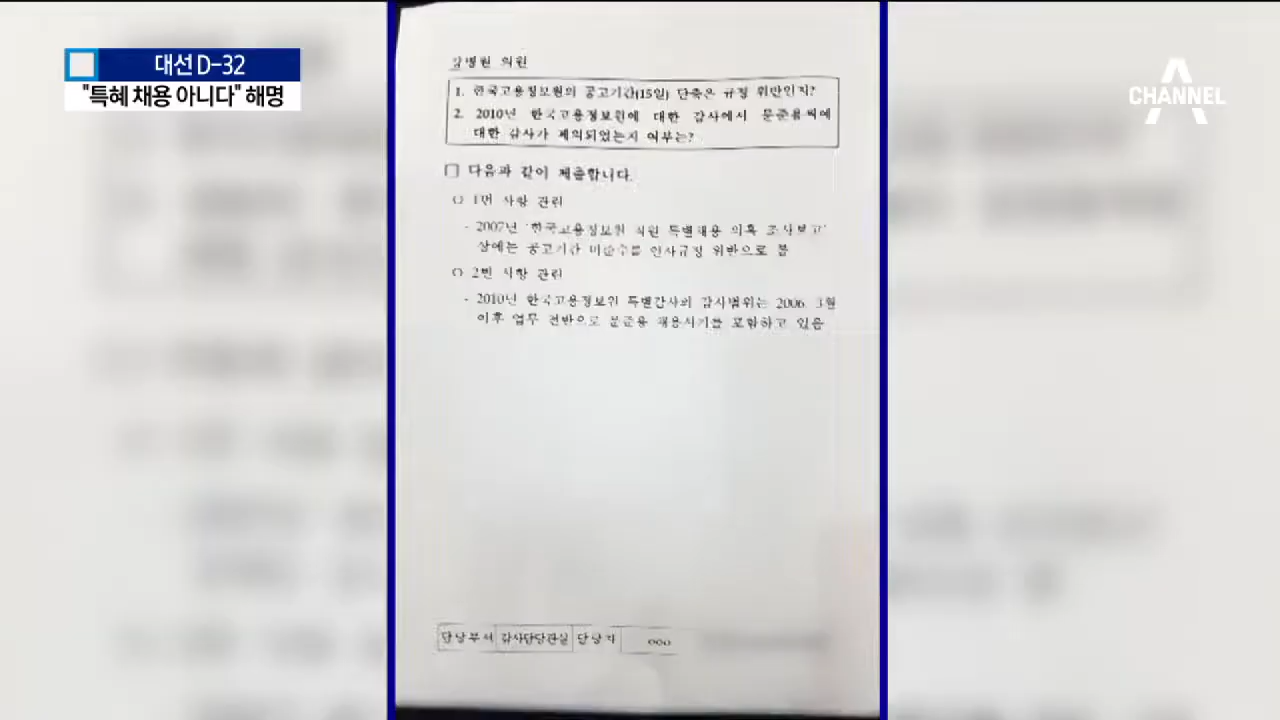 대선 D-32
"특혜 채용 아니다" 해명
CHANNEL A
강병원 의원
1. 한국고용정보원의 공고기간(15일) 단축은 규정 위반인지?
2. 2010년 한국고용정보원에 대한 감사에서 문준용씨에
대한 감사가 제외되었는지 여부는?
□ 다음과 같이 제출합니다.
○ 1번 사항 관련
- 2007년 '한국고용정보원 직원 특별채용 의혹 조사보고'
상에는 공고기간 미준수를 인사규정 위반으로 봄
○ 2번 사항 관련
- 2010년 한국고용정보원 특별감사의 감사범위는 2006. 3월
이후 업무 전반으로 문준용 채용시기를 포함하고 있음
담당부서 감사담당관실 담당자 ooo